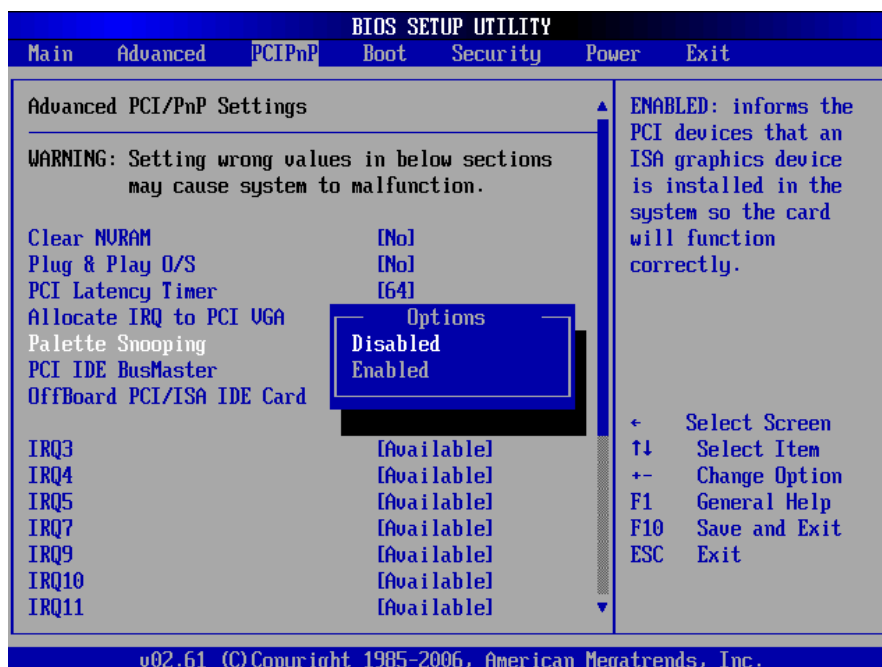 BIOS SETUP UTILITY
Main Advanced PCIPnP Boot Security Power Exit
Advanced PCI/PnP Settings
WARNING: Setting wrong values in below sections
may cause system to malfunction.
Clear NVRAM [No]
Plug & Play O/S [No]
PCI Latency Timer [64]
Allocate IRQ to PCI VGA
Palette Snooping
PCI IDE BusMaster
OffBoard PCI/ISA IDE Card
Options
Disabled
Enabled
IRQ3 [Available]
IRQ4 [Available]
IRQ5 [Available]
IRQ7 [Available]
IRQ9 [Available]
IRQ10 [Available]
IRQ11 [Available]
ENABLED: informs the
PCI devices that an
ISA graphics device
is installed in the
system so the card
will function
correctly.
← Select Screen
↑↓ Select Item
+- Change Option
F1 General Help
F10 Save and Exit
ESC Exit
v02.61 (C)Copyright 1985-2006, American Megatrends, Inc.